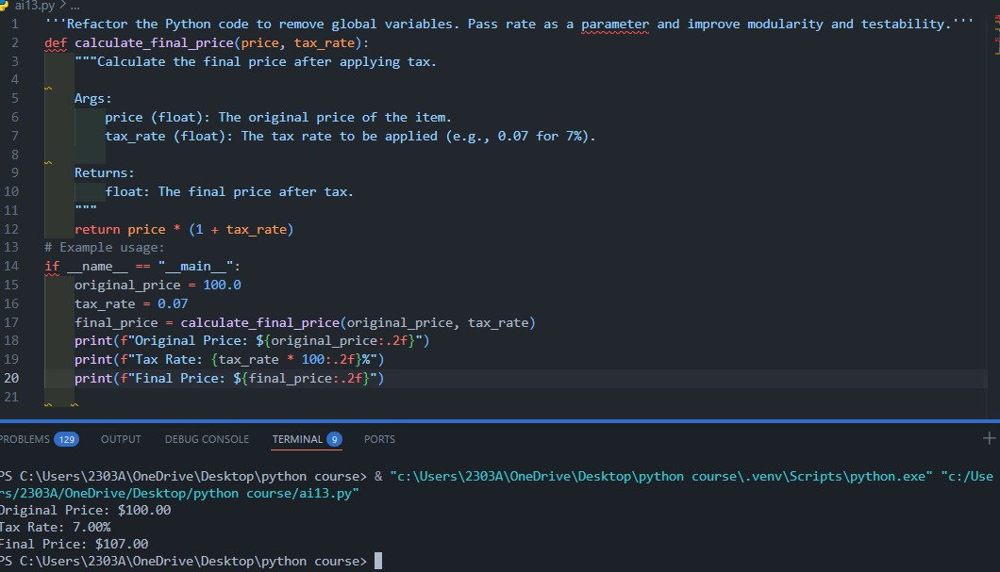 ai13.py > ...
1 '''Refactor the Python code to remove global variables. Pass rate as a parameter and improve modularity and testability.'''
2 def calculate_final_price(price, tax_rate):
3     """Calculate the final price after applying tax.
4
5     Args:
6         price (float): The original price of the item.
7         tax_rate (float): The tax rate to be applied (e.g., 0.07 for 7%).
8
9     Returns:
10         float: The final price after tax.
11     """
12     return price * (1 + tax_rate)
13 # Example usage:
14 if __name__ == "__main__":
15     original_price = 100.0
16     tax_rate = 0.07
17     final_price = calculate_final_price(original_price, tax_rate)
18     print(f"Original Price: ${original_price:.2f}")
19     print(f"Tax Rate: {tax_rate * 100:.2f}%")
20     print(f"Final Price: ${final_price:.2f}")
21
PROBLEMS 129 OUTPUT DEBUG CONSOLE TERMINAL 9 PORTS
PS C:\Users\2303A\OneDrive\Desktop\python course> & "c:\Users\2303A\OneDrive\Desktop\python course\.venv\Scripts\python.exe" "c:/Use
rs/2303A/OneDrive/Desktop/python course/ai13.py"
Original Price: $100.00
Tax Rate: 7.00%
Final Price: $107.00
PS C:\Users\2303A\OneDrive\Desktop\python course>